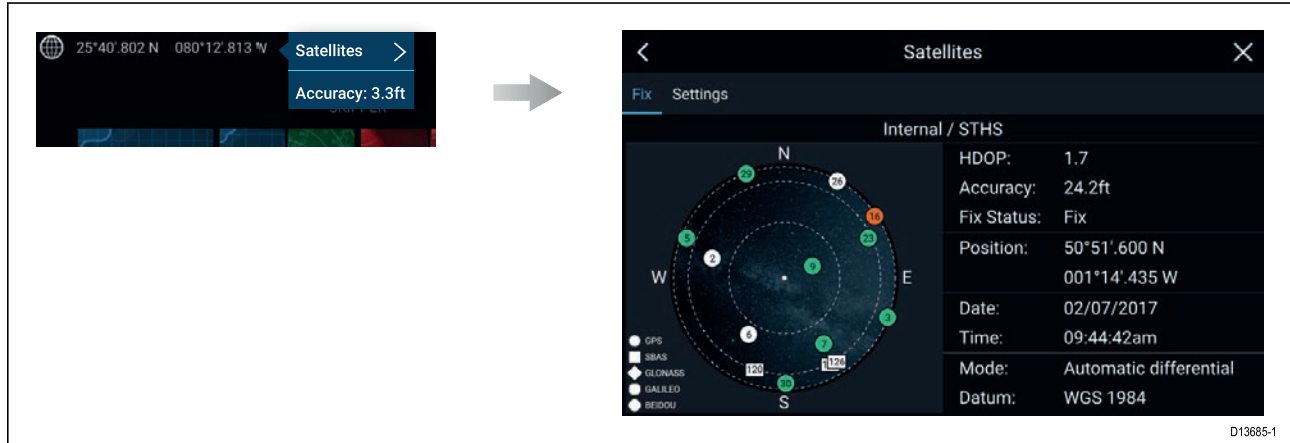 25°40'.802 N 080°12'.813 W
Satellites
Accuracy: 3.3ft
Satellites
Fix Settings
Internal / STHS
N
29
26
16
5
23
2
9
W
E
3
6
7
120
126
30
S
GPS
SBAS
GLONASS
GALILEO
BEIDOU
HDOP: 1.7
Accuracy: 24.2ft
Fix Status: Fix
Position: 50°51'.600 N
001°14'.435 W
Date: 02/07/2017
Time: 09:44:42am
Mode: Automatic differential
Datum: WGS 1984
D13685-1